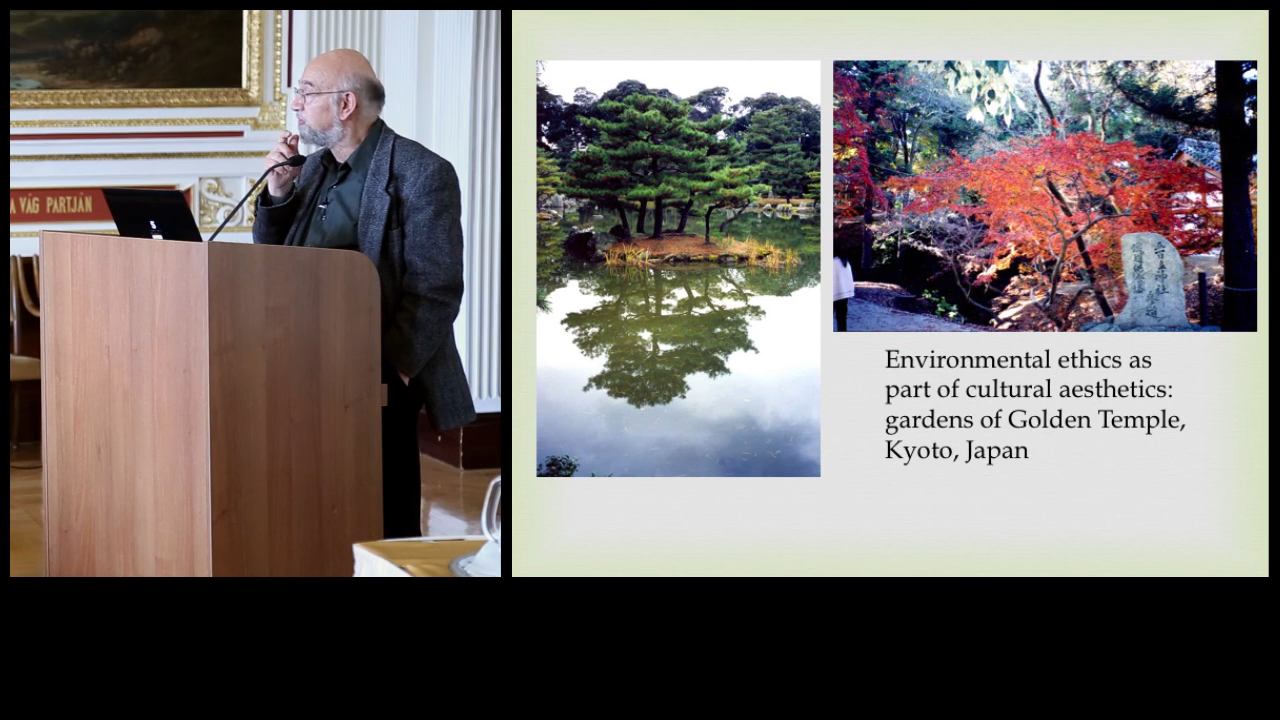 A VÁG PARTJÁN
Environmental ethics as
part of cultural aesthetics:
gardens of Golden Temple,
Kyoto, Japan